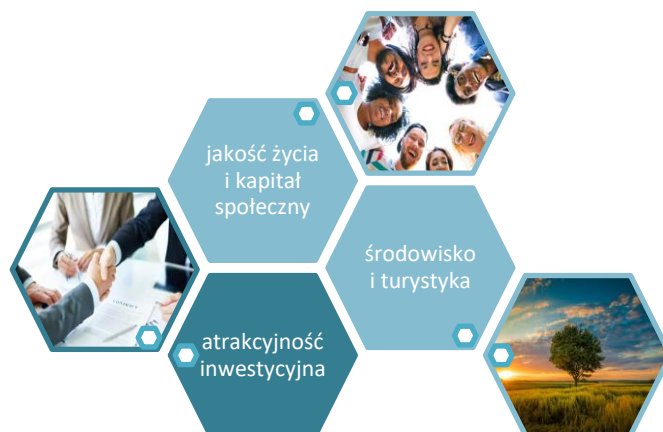 jakość życia
i kapitał
społeczny
środowisko
i turystyka
atrakcyjność
inwestycyjna